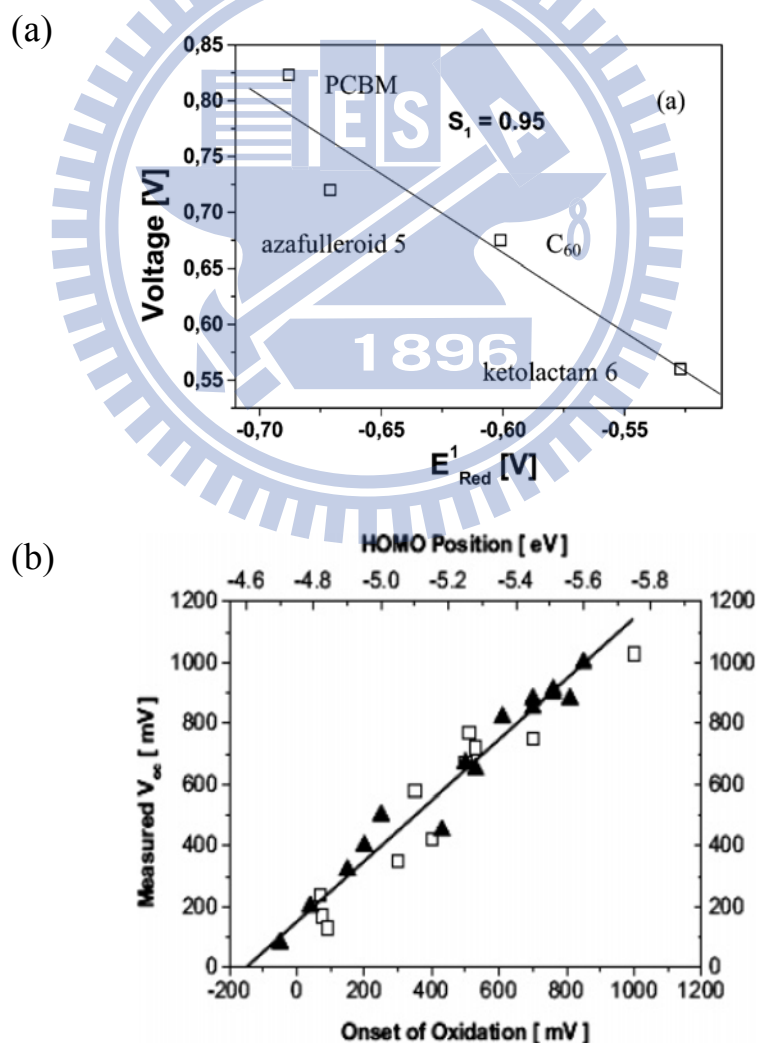 (a)
0,85
0,80
0,75
0,70
0,65
0,60
0,55
Voltage [V]
PCBM
(a)
S₁ = 0.95
ES
A
azafulleroid 5
C₆₀
8
1896
ketolactam 6
-0,70 -0,65 -0,60 -0,55
E¹Red [V]
(b)
HOMO Position [ eV]
-4.6 -4.8 -5.0 -5.2 -5.4 -5.6 -5.8
1200 1200
1000 1000
800 800
600 600
400 400
200 200
0 0
Measured Voc [ mV]
-200 0 200 400 600 800 1000 1200
Onset of Oxidation [ mV]